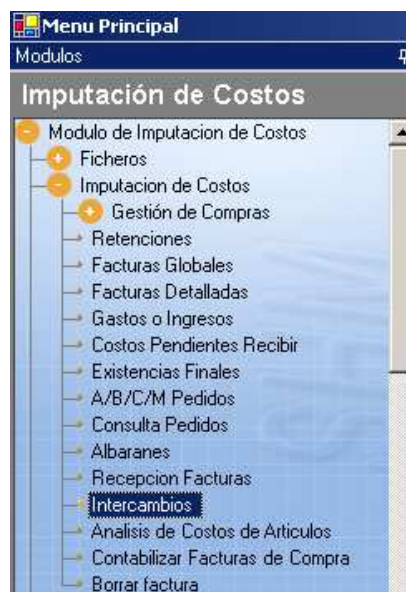 Menu Principal
Modulos
Imputación de Costos
Modulo de Imputacion de Costos
Ficheros
Imputacion de Costos
Gestión de Compras
Retenciones
Facturas Globales
Facturas Detalladas
Gastos o Ingresos
Costos Pendientes Recibir
Existencias Finales
A/B/C/M Pedidos
Consulta Pedidos
Albaranes
Recepcion Facturas
Intercambios
Analisis de Costos de Articulos
Contabilizar Facturas de Compra
Borrar factura